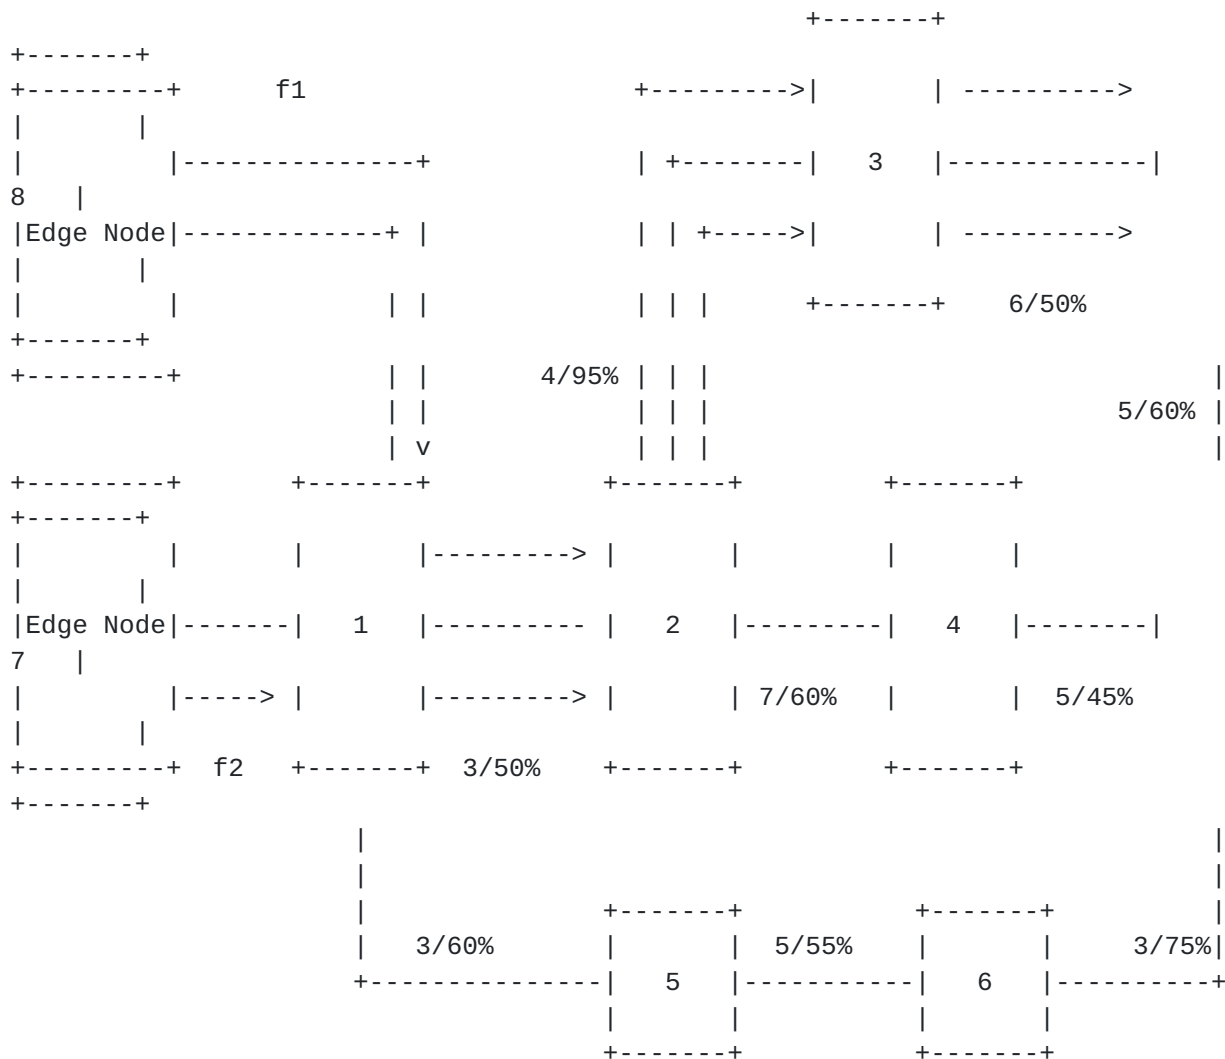 +-------+
+-------+
+---------+      f1                     +--------->|       | ---------->
|       |
|         |---------------+             | +--------|   3   |-------------|
8   |
|Edge Node|-------------+ |             | | +----->|       | ---------->
|       |
|         |             | |             | | |      +-------+    6/50%
+-------+
+---------+             | |       4/95% | | |                                |
                        | |             | | |                          5/60% |
                        | v             | | |                                |
+---------+       +-------+           +-------+         +-------+
+-------+
|         |       |       |---------> |       |         |       |
|       |
|Edge Node|-------|   1   |---------- |   2   |---------|   4   |--------|
7   |
|         |-----> |       |---------> |       | 7/60%   |       |  5/45%
|       |
+---------+  f2   +-------+  3/50%    +-------+         +-------+
+-------+
                      |                                                      |
                      |                                                      |
                      |               +-------+           +-------+          |
                      |   3/60%       |       |  5/55%    |       |     3/75%|
                      +---------------|   5   |-----------|   6   |----------+
                                      |       |           |       |
                                      +-------+           +-------+